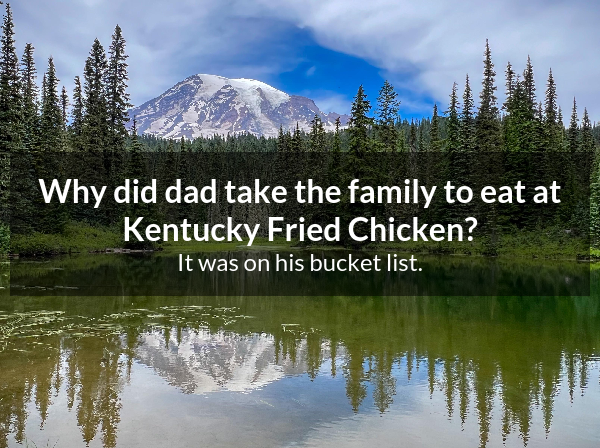 Why did dad take the family to eat at
Kentucky Fried Chicken?
It was on his bucket list.